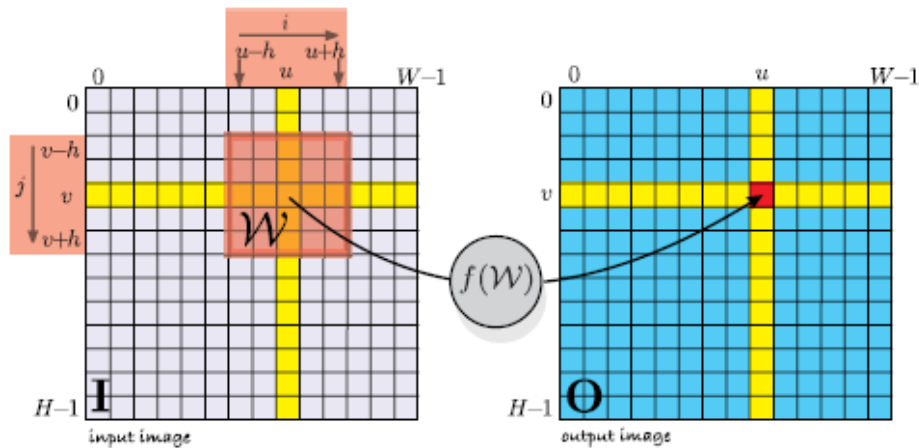 i
u−h u+h
0 u W−1
0
v−h
j
v
v+h
W
H−1
I
input image
f(W)
0 u W−1
0
v
H−1
O
output image